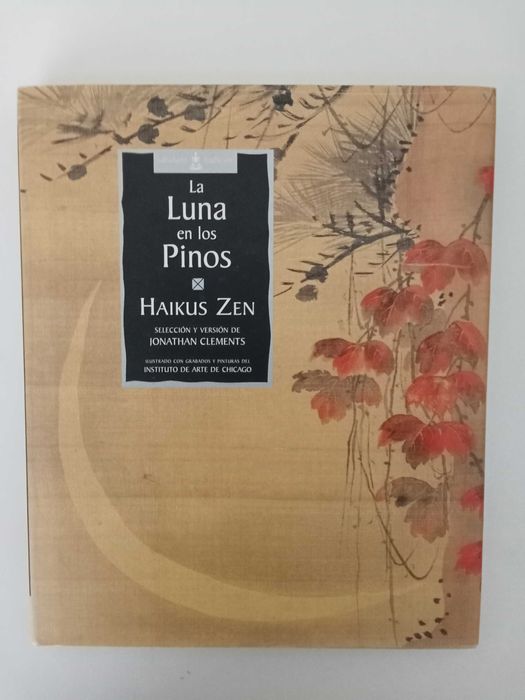 La
Luna
en los
Pinos
HAIKUS ZEN
SELECCIÓN Y VERSIÓN DE
JONATHAN CLEMENTS
ILUSTRADO CON GRABADOS Y PINTURAS DEL
INSTITUTO DE ARTE DE CHICAGO